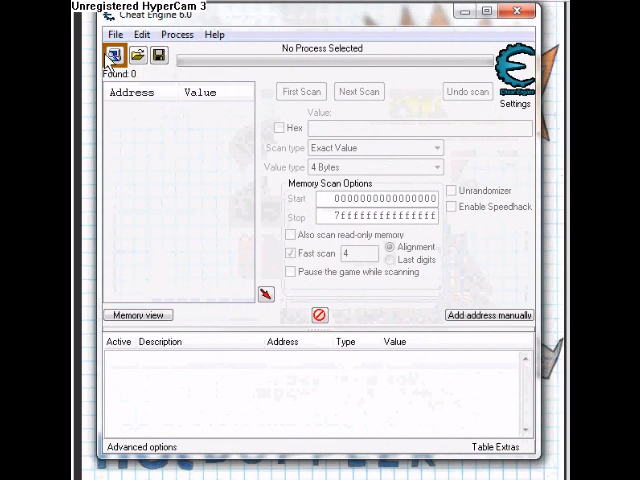 Unregistered HyperCam 3
Cheat Engine 6.0
File Edit Process Help
No Process Selected
Found: 0
Address Value
First Scan Next Scan Undo scan
Settings
Value:
Hex
Scan type Exact Value
Value type 4 Bytes
Memory Scan Options
Start 0000000000000000
Stop 7fffffffffffffff
Unrandomizer
Enable Speedhack
Also scan read-only memory
Fast scan 4 Alignment
Last digits
Pause the game while scanning
Memory view Add address manually
Active Description Address Type Value
Advanced options Table Extras